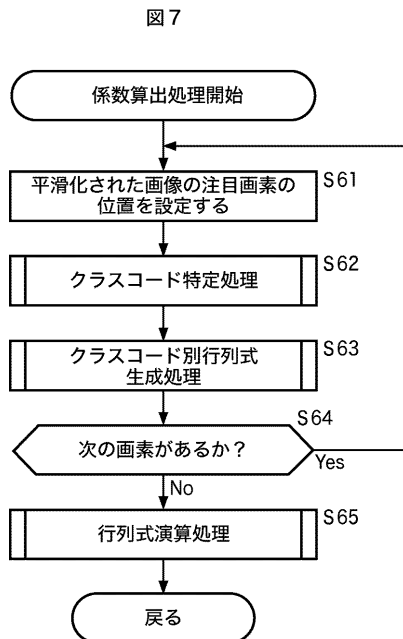 図7
係数算出処理開始
平滑化された画像の注目画素の
位置を設定する
S61
クラスコード特定処理
S62
クラスコード別行列式
生成処理
S63
次の画素があるか？
S64
Yes
No
行列式演算処理
S65
戻る